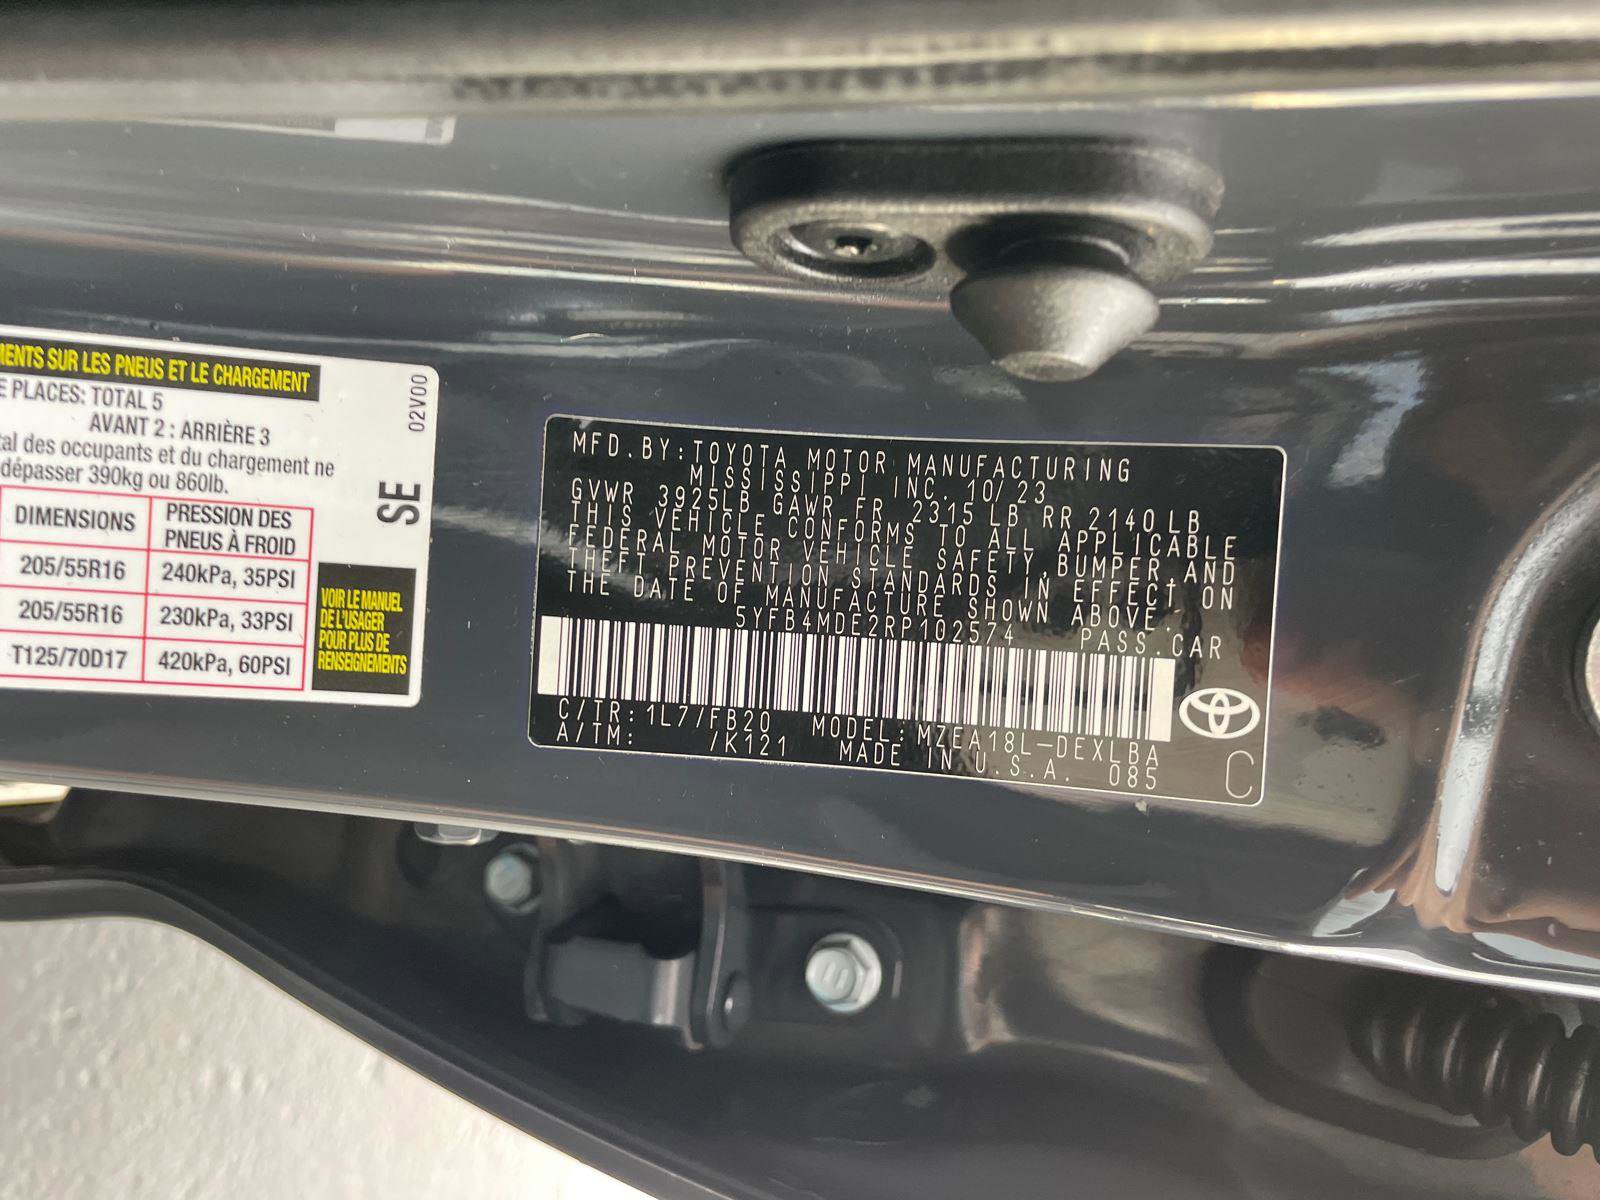 MENTS SUR LES PNEUS ET LE CHARGEMENT
E PLACES: TOTAL 5
AVANT 2 : ARRIÈRE 3
tal des occupants et du chargement ne
dépasser 390kg ou 860lb.
DIMENSIONS PRESSION DES PNEUS À FROID
205/55R16 240kPa, 35PSI
205/55R16 230kPa, 33PSI
T125/70D17 420kPa, 60PSI
02V00
SE
VOIR LE MANUEL
DE L'USAGER
POUR PLUS DE
RENSEIGNEMENTS
MFD. BY: TOYOTA MOTOR MANUFACTURING
MISSISSIPPI INC. 10/23
GVWR 3925LB GAWR FR 2315LB RR 2140LB
THIS VEHICLE CONFORMS TO ALL APPLICABLE
FEDERAL MOTOR VEHICLE SAFETY, BUMPER, AND
THEFT PREVENTION STANDARDS IN EFFECT ON
THE DATE OF MANUFACTURE SHOWN ABOVE.
5YFB4MDE2RP102574 PASS. CAR
C/TR: 1L7/FB20 MODEL: MZEA18L-DEXLBA
A/TM: /K121 MADE IN U.S.A. 085
C